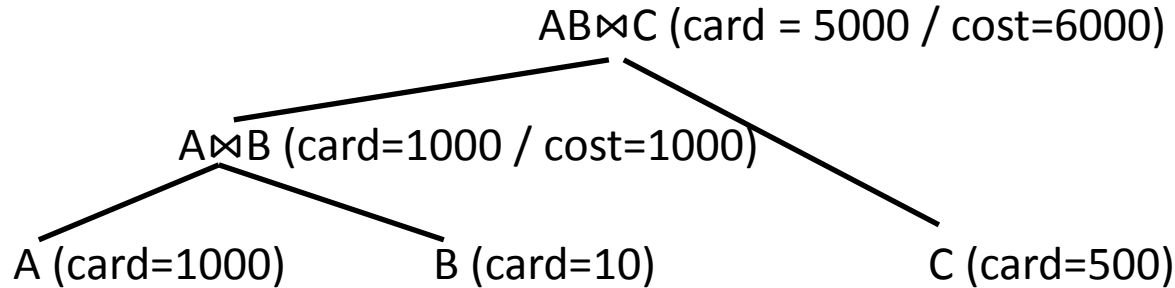 AB⋈C (card = 5000 / cost=6000)
A⋈B (card=1000 / cost=1000)
A (card=1000)
B (card=10)
C (card=500)